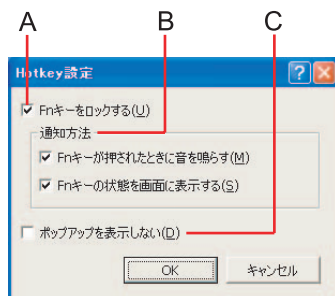 A B C
Hotkey設定
Fnキーをロックする(U)
通知方法
Fnキーが押されたときに音を鳴らす(M)
Fnキーの状態を画面に表示する(S)
ポップアップを表示しない(D)
OK キャンセル